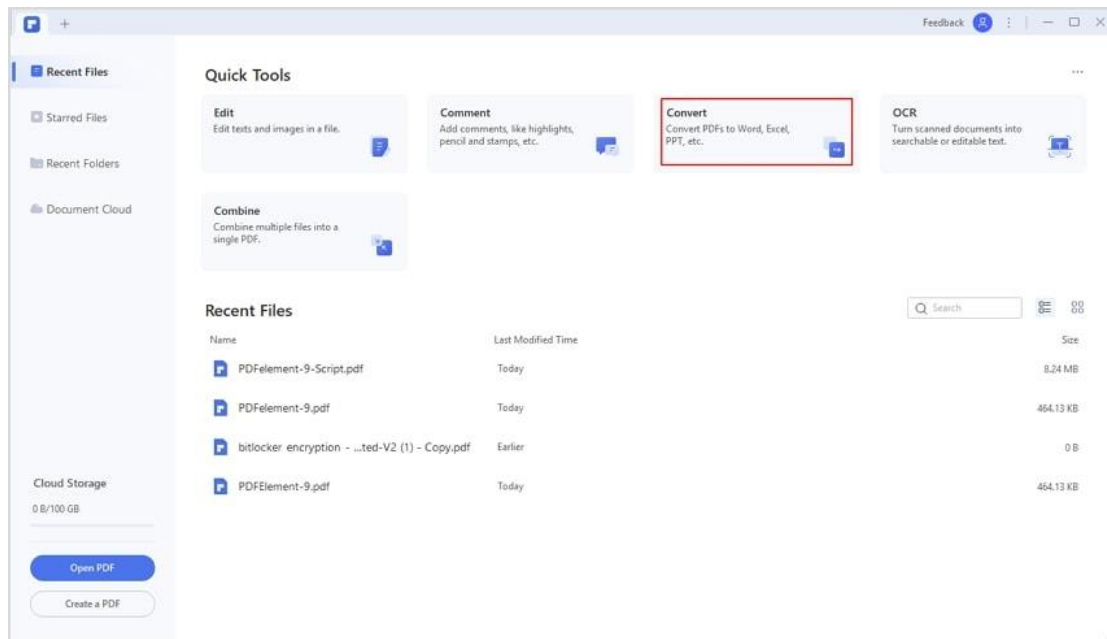 Feedback
Recent Files
Starred Files
Recent Folders
Document Cloud
Quick Tools
Edit
Edit texts and images in a file.
Comment
Add comments, like highlights,
pencil and stamps, etc.
Convert
Convert PDFs to Word, Excel,
PPT, etc.
OCR
Turn scanned documents into
searchable or editable text.
Combine
Combine multiple files into a
single PDF.
Recent Files
Search
Name Last Modified Time Size
PDFelement-9-Script.pdf Today 8.24 MB
PDFelement-9.pdf Today 464.13 KB
bitlocker encryption - ...ted-V2 (1) - Copy.pdf Earlier 0 B
PDFElement-9.pdf Today 464.13 KB
Cloud Storage
0 B/100 GB
Open PDF
Create a PDF